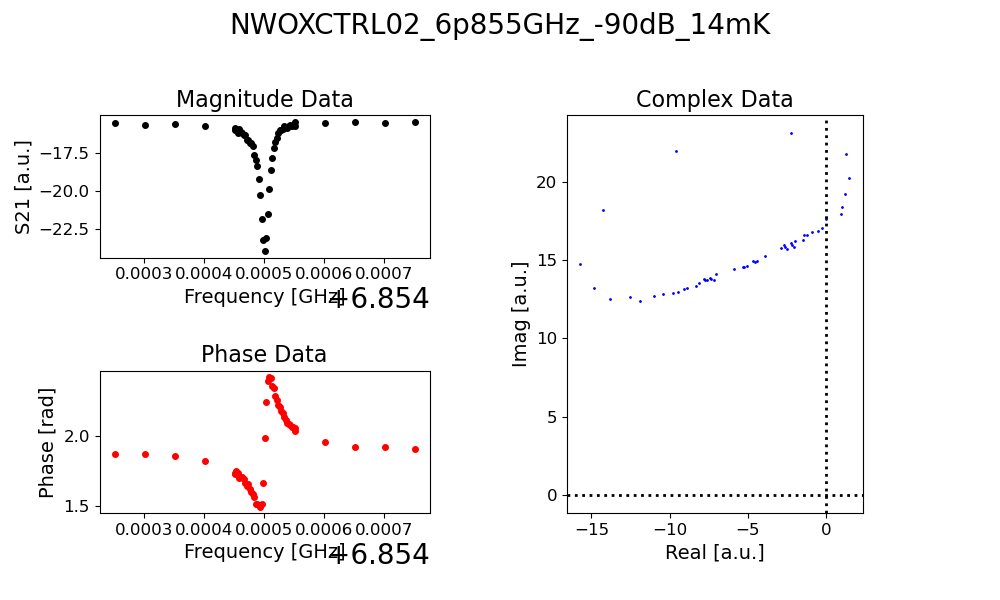 NWOXCTRL02_6p855GHz_-90dB_14mK
Magnitude Data
S21 [a.u.]
−17.5
−20.0
−22.5
0.0003 0.0004 0.0005 0.0006 0.0007
Frequency [GHz]
+6.854
Phase Data
Phase [rad]
2.0
1.5
0.0003 0.0004 0.0005 0.0006 0.0007
Frequency [GHz]
+6.854
Complex Data
Imag [a.u.]
20
15
10
5
0
−15 −10 −5 0
Real [a.u.]